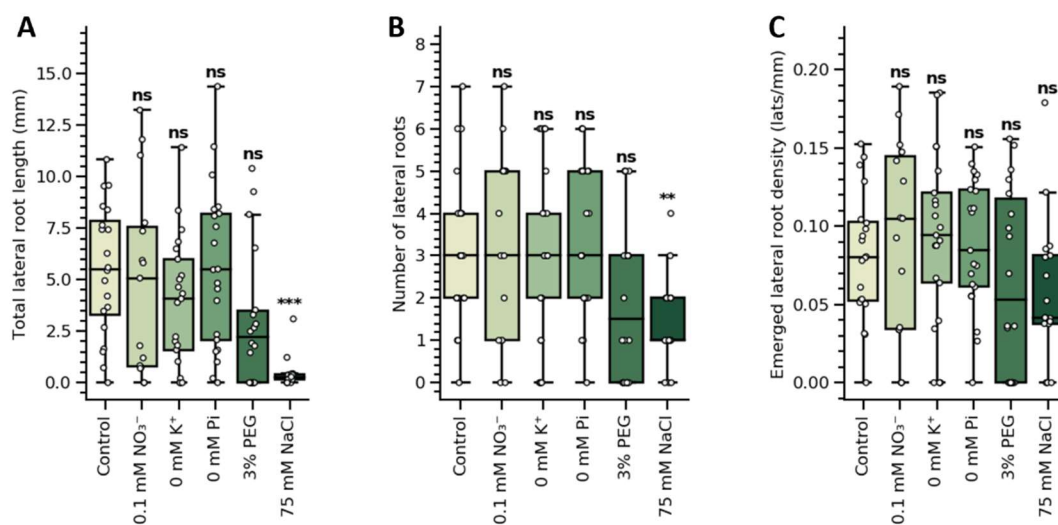 A
Total lateral root length (mm)
15.0
12.5
10.0
7.5
5.0
2.5
0.0
ns
ns
ns
ns
***
Control
0.1 mM NO₃⁻
0 mM K⁺
0 mM Pi
3% PEG
75 mM NaCl
B
Number of lateral roots
8
7
6
5
4
3
2
1
0
ns
ns
ns
ns
**
Control
0.1 mM NO₃⁻
0 mM K⁺
0 mM Pi
3% PEG
75 mM NaCl
C
Emerged lateral root density (lats/mm)
0.20
0.15
0.10
0.05
0.00
ns
ns
ns
ns
ns
Control
0.1 mM NO₃⁻
0 mM K⁺
0 mM Pi
3% PEG
75 mM NaCl